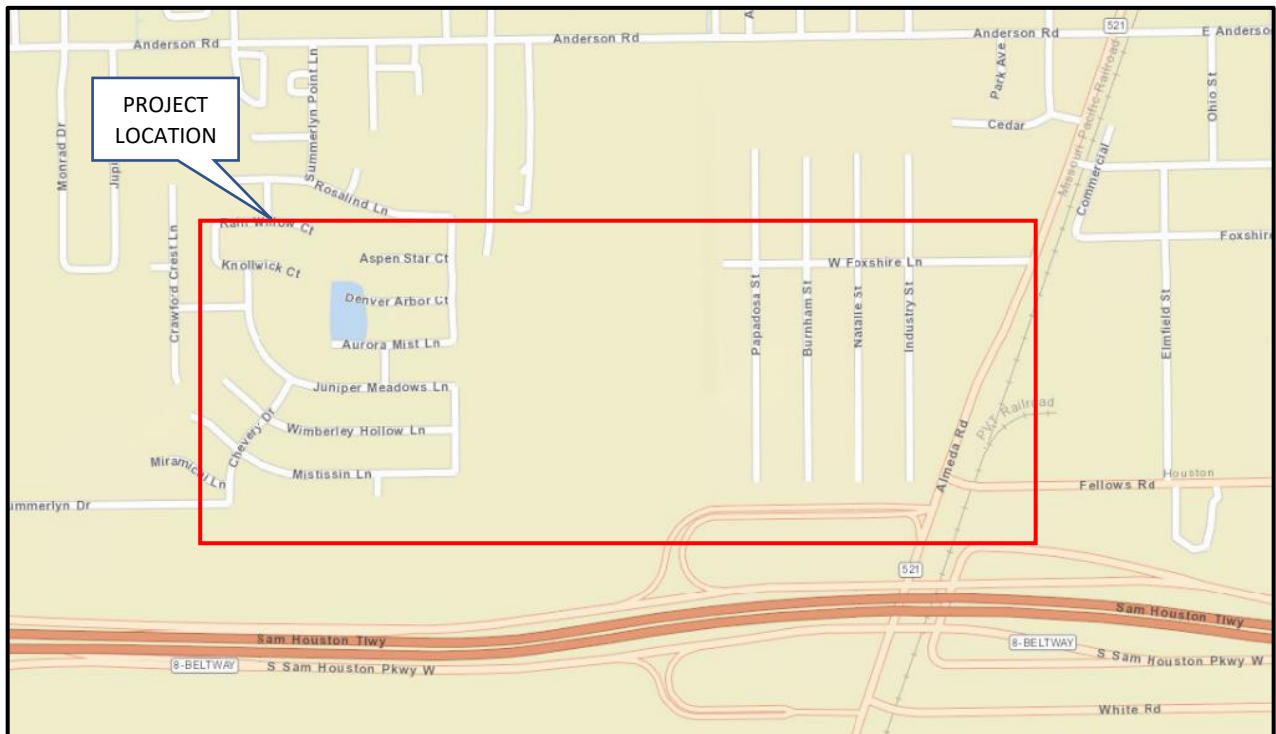 521
Anderson Rd
Anderson Rd
Anderson Rd
E Anderso
A
PROJECT
LOCATION
Monrad Dr
Jupi
Summerlyn Point Ln
Park Ave
Cedar
Missouri Pacific Railroad
Commercial
Ohio St
Rosalind Ln
Rain Willow Ct
Crawford Crest Ln
Knollwick Ct
Aspen Star Ct
W Foxshire Ln
Foxshire
Denver Arbor Ct
Papadosa St
Burnham St
Natalie St
Industry St
Elmfield St
Aurora Mist Ln
Juniper Meadows Ln
PVT Railroad
Chevery Dr
Wimberley Hollow Ln
Almeda Rd
Miramichi Ln
Mistissin Ln
Houston
Fellows Rd
ummerlyn Dr
521
Sam Houston Tlwy
Sam Houston Tlwy
8-BELTWAY
S Sam Houston Pkwy W
8-BELTWAY
S Sam Houston Pkwy W
White Rd